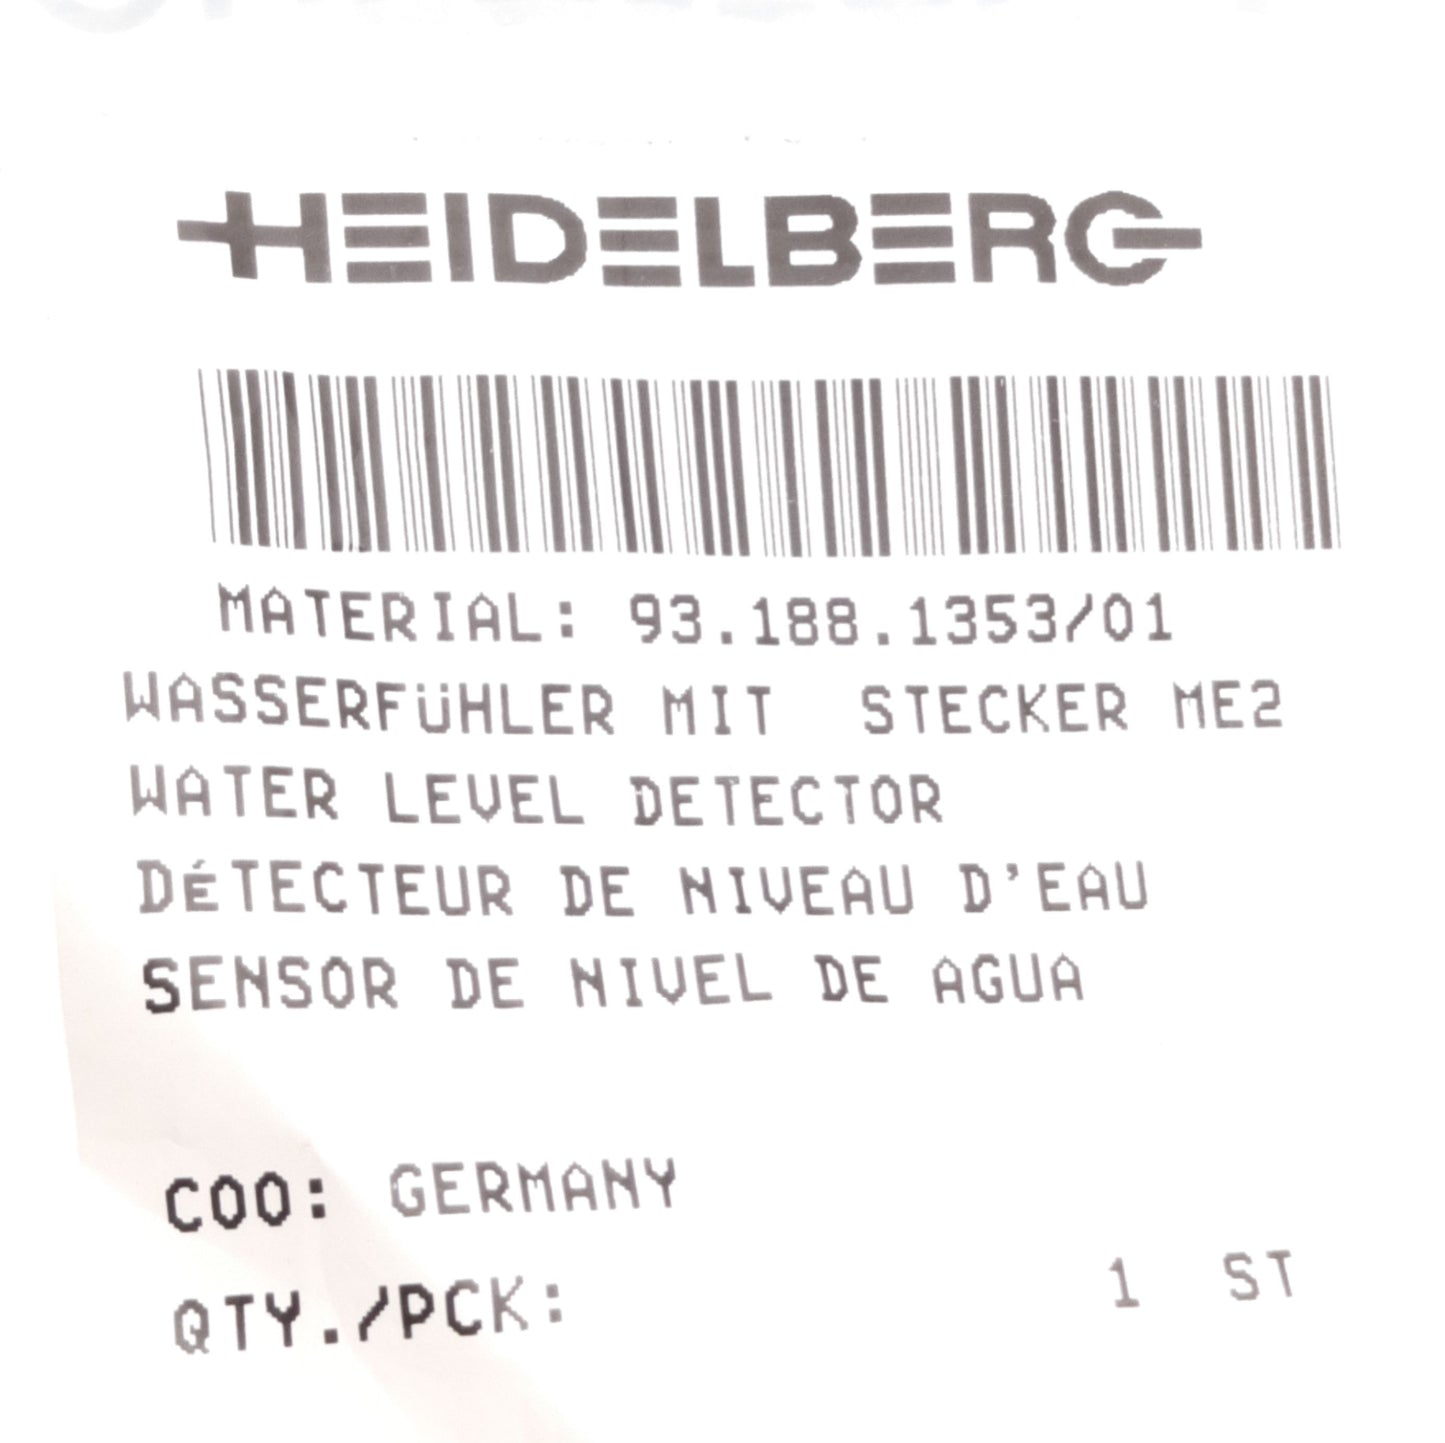 HEIDELBERG
MATERIAL: 93.188.1353/01
WASSERFÜHLER MIT  STECKER ME2
WATER LEVEL DETECTOR
DÉTECTEUR DE NIVEAU D'EAU
SENSOR DE NIVEL DE AGUA
COO: GERMANY
QTY./PCK: 1 ST